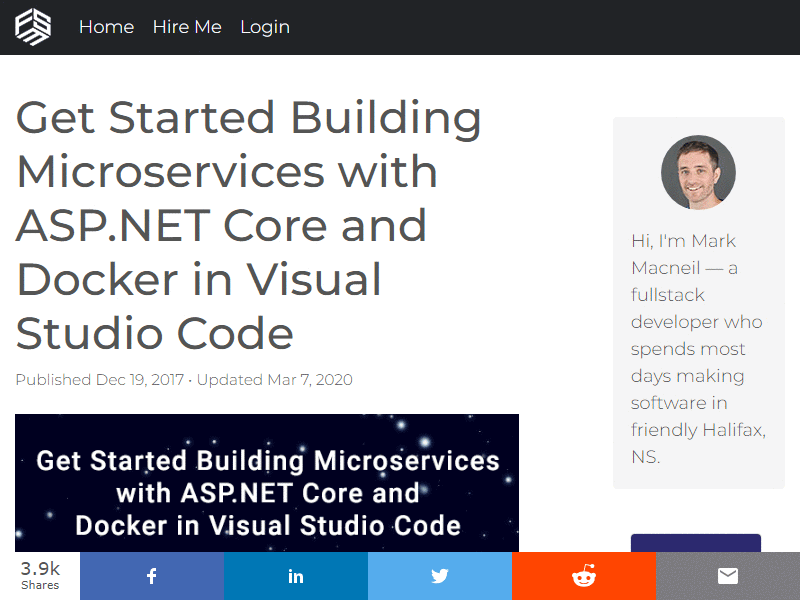 Home Hire Me Login
Get Started Building
Microservices with
ASP.NET Core and
Docker in Visual
Studio Code
Published Dec 19, 2017 • Updated Mar 7, 2020
Get Started Building Microservices
with ASP.NET Core and
Docker in Visual Studio Code
Hi, I'm Mark
Macneil — a
fullstack
developer who
spends most
days making
software in
friendly Halifax,
NS.
3.9k
Shares